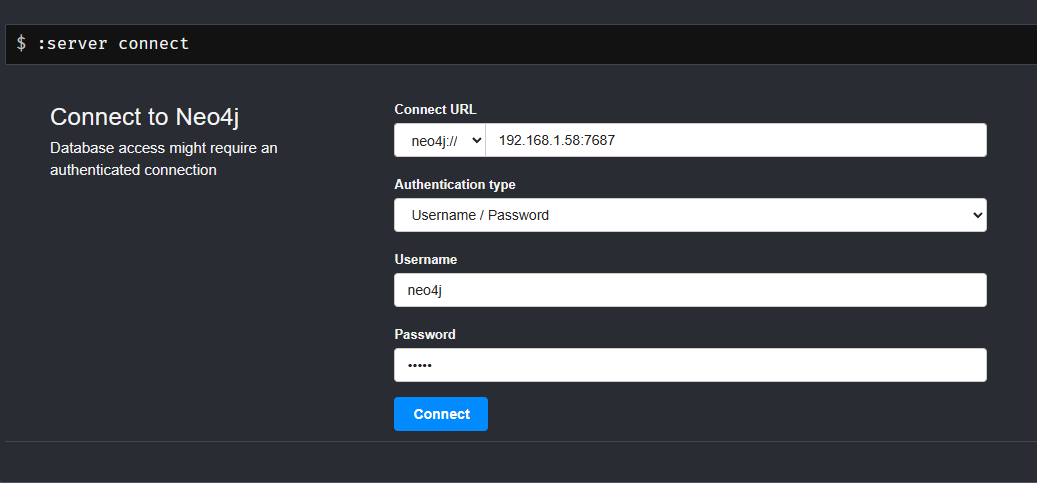 $ :server connect
Connect to Neo4j
Database access might require an
authenticated connection
Connect URL
neo4j:// 192.168.1.58:7687
Authentication type
Username / Password
Username
neo4j
Password
•••••
Connect